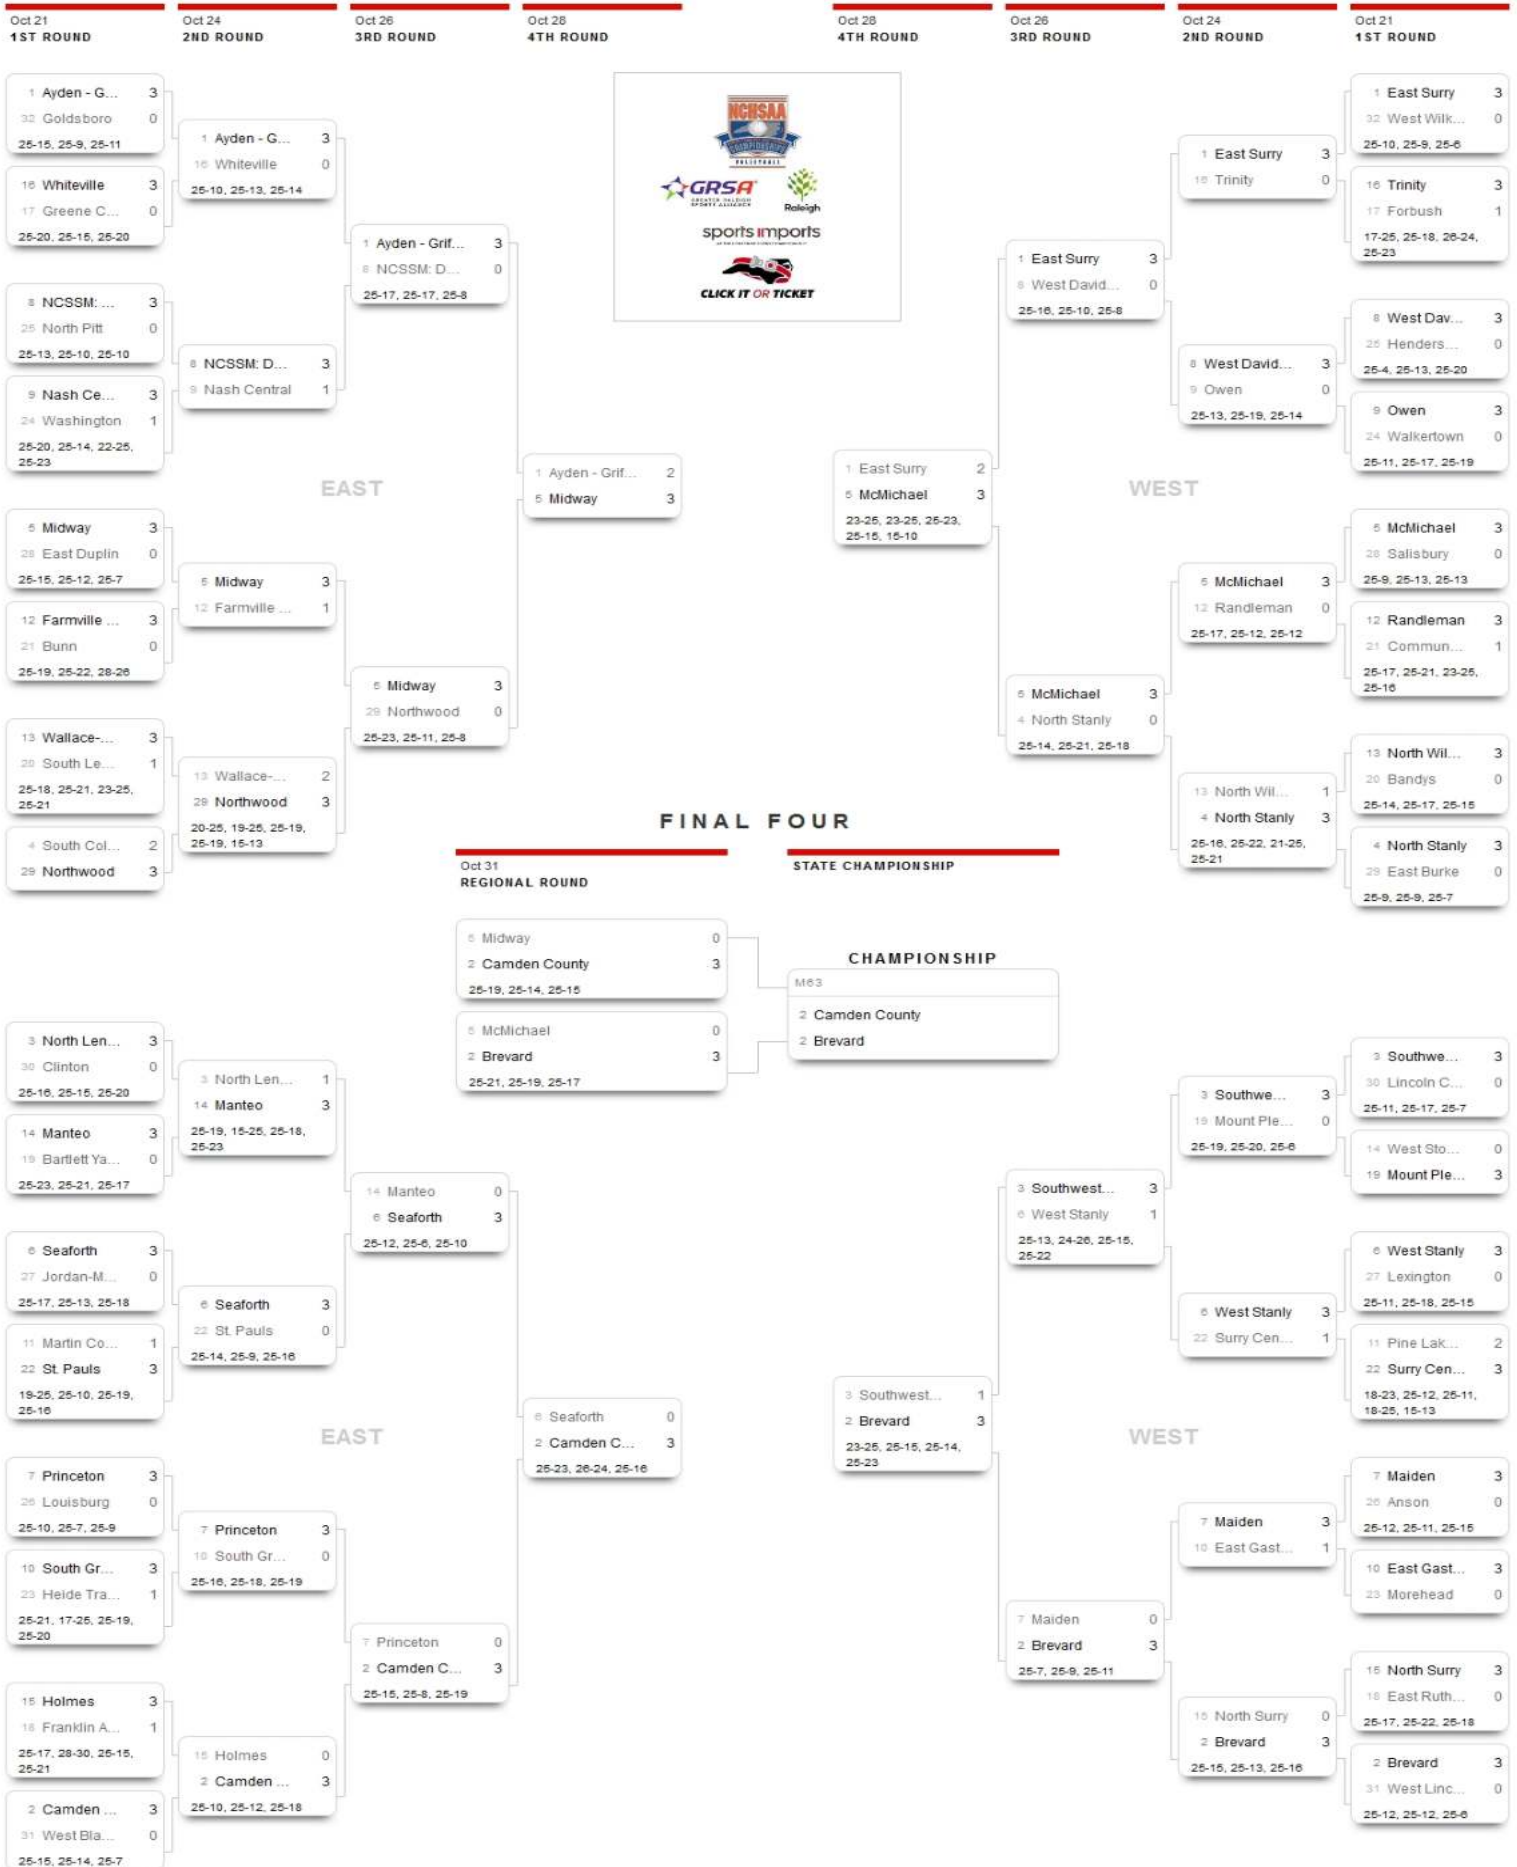 Oct 21
1ST ROUND
Oct 24
2ND ROUND
Oct 26
3RD ROUND
Oct 28
4TH ROUND
Oct 28
4TH ROUND
Oct 26
3RD ROUND
Oct 24
2ND ROUND
Oct 21
1ST ROUND
1 Ayden - G... 3
32 Goldsboro 0
25-15, 25-9, 25-11
16 Whiteville 3
17 Greene C... 0
25-20, 25-15, 25-20
8 NCSSM: ... 3
25 North Pitt 0
25-13, 25-10, 25-10
9 Nash Ce... 3
24 Washington 1
25-20, 25-14, 22-25,
25-23
5 Midway 3
28 East Duplin 0
25-15, 25-12, 25-7
12 Farmville ... 3
21 Bunn 0
25-19, 25-22, 28-26
13 Wallace-... 3
20 South Le... 1
25-18, 25-21, 23-25,
25-21
4 South Col... 2
29 Northwood 3
1 Ayden - G... 3
16 Whiteville 0
25-10, 25-13, 25-14
8 NCSSM: D... 3
9 Nash Central 1
5 Midway 3
12 Farmville ... 1
13 Wallace-... 2
29 Northwood 3
20-25, 19-25, 25-19,
25-19, 15-13
1 Ayden - Grif... 3
8 NCSSM: D... 0
25-17, 25-17, 25-8
5 Midway 3
29 Northwood 0
25-23, 25-11, 25-8
EAST
1 Ayden - Grif... 2
5 Midway 3
NCHSAA
CHAMPIONSHIPS
VOLLEYBALL
GRSA
GREATER RALEIGH
SPORTS ALLIANCE
Raleigh
sports imports
CLICK IT OR TICKET
1 East Surry 2
5 McMichael 3
23-25, 23-25, 25-23,
25-15, 15-10
WEST
1 East Surry 3
8 West David... 0
25-16, 25-10, 25-8
5 McMichael 3
4 North Stanly 0
25-14, 25-21, 25-18
1 East Surry 3
16 Trinity 0
8 West David... 3
9 Owen 0
25-13, 25-19, 25-14
5 McMichael 3
12 Randleman 0
25-17, 25-12, 25-12
13 North Wil... 1
4 North Stanly 3
25-16, 25-22, 21-25,
25-21
1 East Surry 3
32 West Wilk... 0
25-10, 25-9, 25-6
16 Trinity 3
17 Forbush 1
17-25, 25-18, 26-24,
25-23
8 West Dav... 3
25 Henders... 0
25-4, 25-13, 25-20
9 Owen 3
24 Walkertown 0
25-11, 25-17, 25-19
5 McMichael 3
28 Salisbury 0
25-9, 25-13, 25-13
12 Randleman 3
21 Commun... 1
25-17, 25-21, 23-25,
25-16
13 North Wil... 3
20 Bandys 0
25-14, 25-17, 25-15
4 North Stanly 3
29 East Burke 0
25-9, 25-9, 25-7
FINAL FOUR
Oct 31
REGIONAL ROUND
STATE CHAMPIONSHIP
5 Midway 0
2 Camden County 3
25-19, 25-14, 25-15
5 McMichael 0
2 Brevard 3
25-21, 25-19, 25-17
CHAMPIONSHIP
M63
2 Camden County
2 Brevard
3 North Len... 3
30 Clinton 0
25-16, 25-15, 25-20
14 Manteo 3
19 Bartlett Ya... 0
25-23, 25-21, 25-17
6 Seaforth 3
27 Jordan-M... 0
25-17, 25-13, 25-18
11 Martin Co... 1
22 St. Pauls 3
19-25, 25-10, 25-19,
25-16
7 Princeton 3
26 Louisburg 0
25-10, 25-7, 25-9
10 South Gr... 3
23 Heide Tra... 1
25-21, 17-25, 25-19,
25-20
15 Holmes 3
18 Franklin A... 1
25-17, 28-30, 25-15,
25-21
2 Camden ... 3
31 West Bla... 0
25-15, 25-14, 25-7
3 North Len... 1
14 Manteo 3
25-19, 15-25, 25-18,
25-23
6 Seaforth 3
22 St. Pauls 0
25-14, 25-9, 25-16
7 Princeton 3
10 South Gr... 0
25-16, 25-18, 25-19
15 Holmes 0
2 Camden ... 3
25-10, 25-12, 25-18
14 Manteo 0
6 Seaforth 3
25-12, 25-6, 25-10
7 Princeton 0
2 Camden C... 3
25-15, 25-8, 25-19
EAST
6 Seaforth 0
2 Camden C... 3
25-23, 26-24, 25-16
3 Southwest... 1
2 Brevard 3
23-25, 25-15, 25-14,
25-23
WEST
3 Southwest... 3
6 West Stanly 1
25-13, 24-26, 25-15,
25-22
7 Maiden 0
2 Brevard 3
25-7, 25-9, 25-11
3 Southwe... 3
19 Mount Ple... 0
25-19, 25-20, 25-6
6 West Stanly 3
22 Surry Cen... 1
7 Maiden 3
10 East Gast... 1
15 North Surry 0
2 Brevard 3
25-15, 25-13, 25-16
3 Southwe... 3
30 Lincoln C... 0
25-11, 25-17, 25-7
14 West Sto... 0
19 Mount Ple... 3
6 West Stanly 3
27 Lexington 0
25-11, 25-18, 25-15
11 Pine Lak... 2
22 Surry Cen... 3
18-23, 25-12, 25-11,
18-25, 15-13
7 Maiden 3
26 Anson 0
25-12, 25-11, 25-15
10 East Gast... 3
23 Morehead 0
15 North Surry 3
18 East Ruth... 0
25-17, 25-22, 25-18
2 Brevard 3
31 West Linc... 0
25-12, 25-12, 25-6